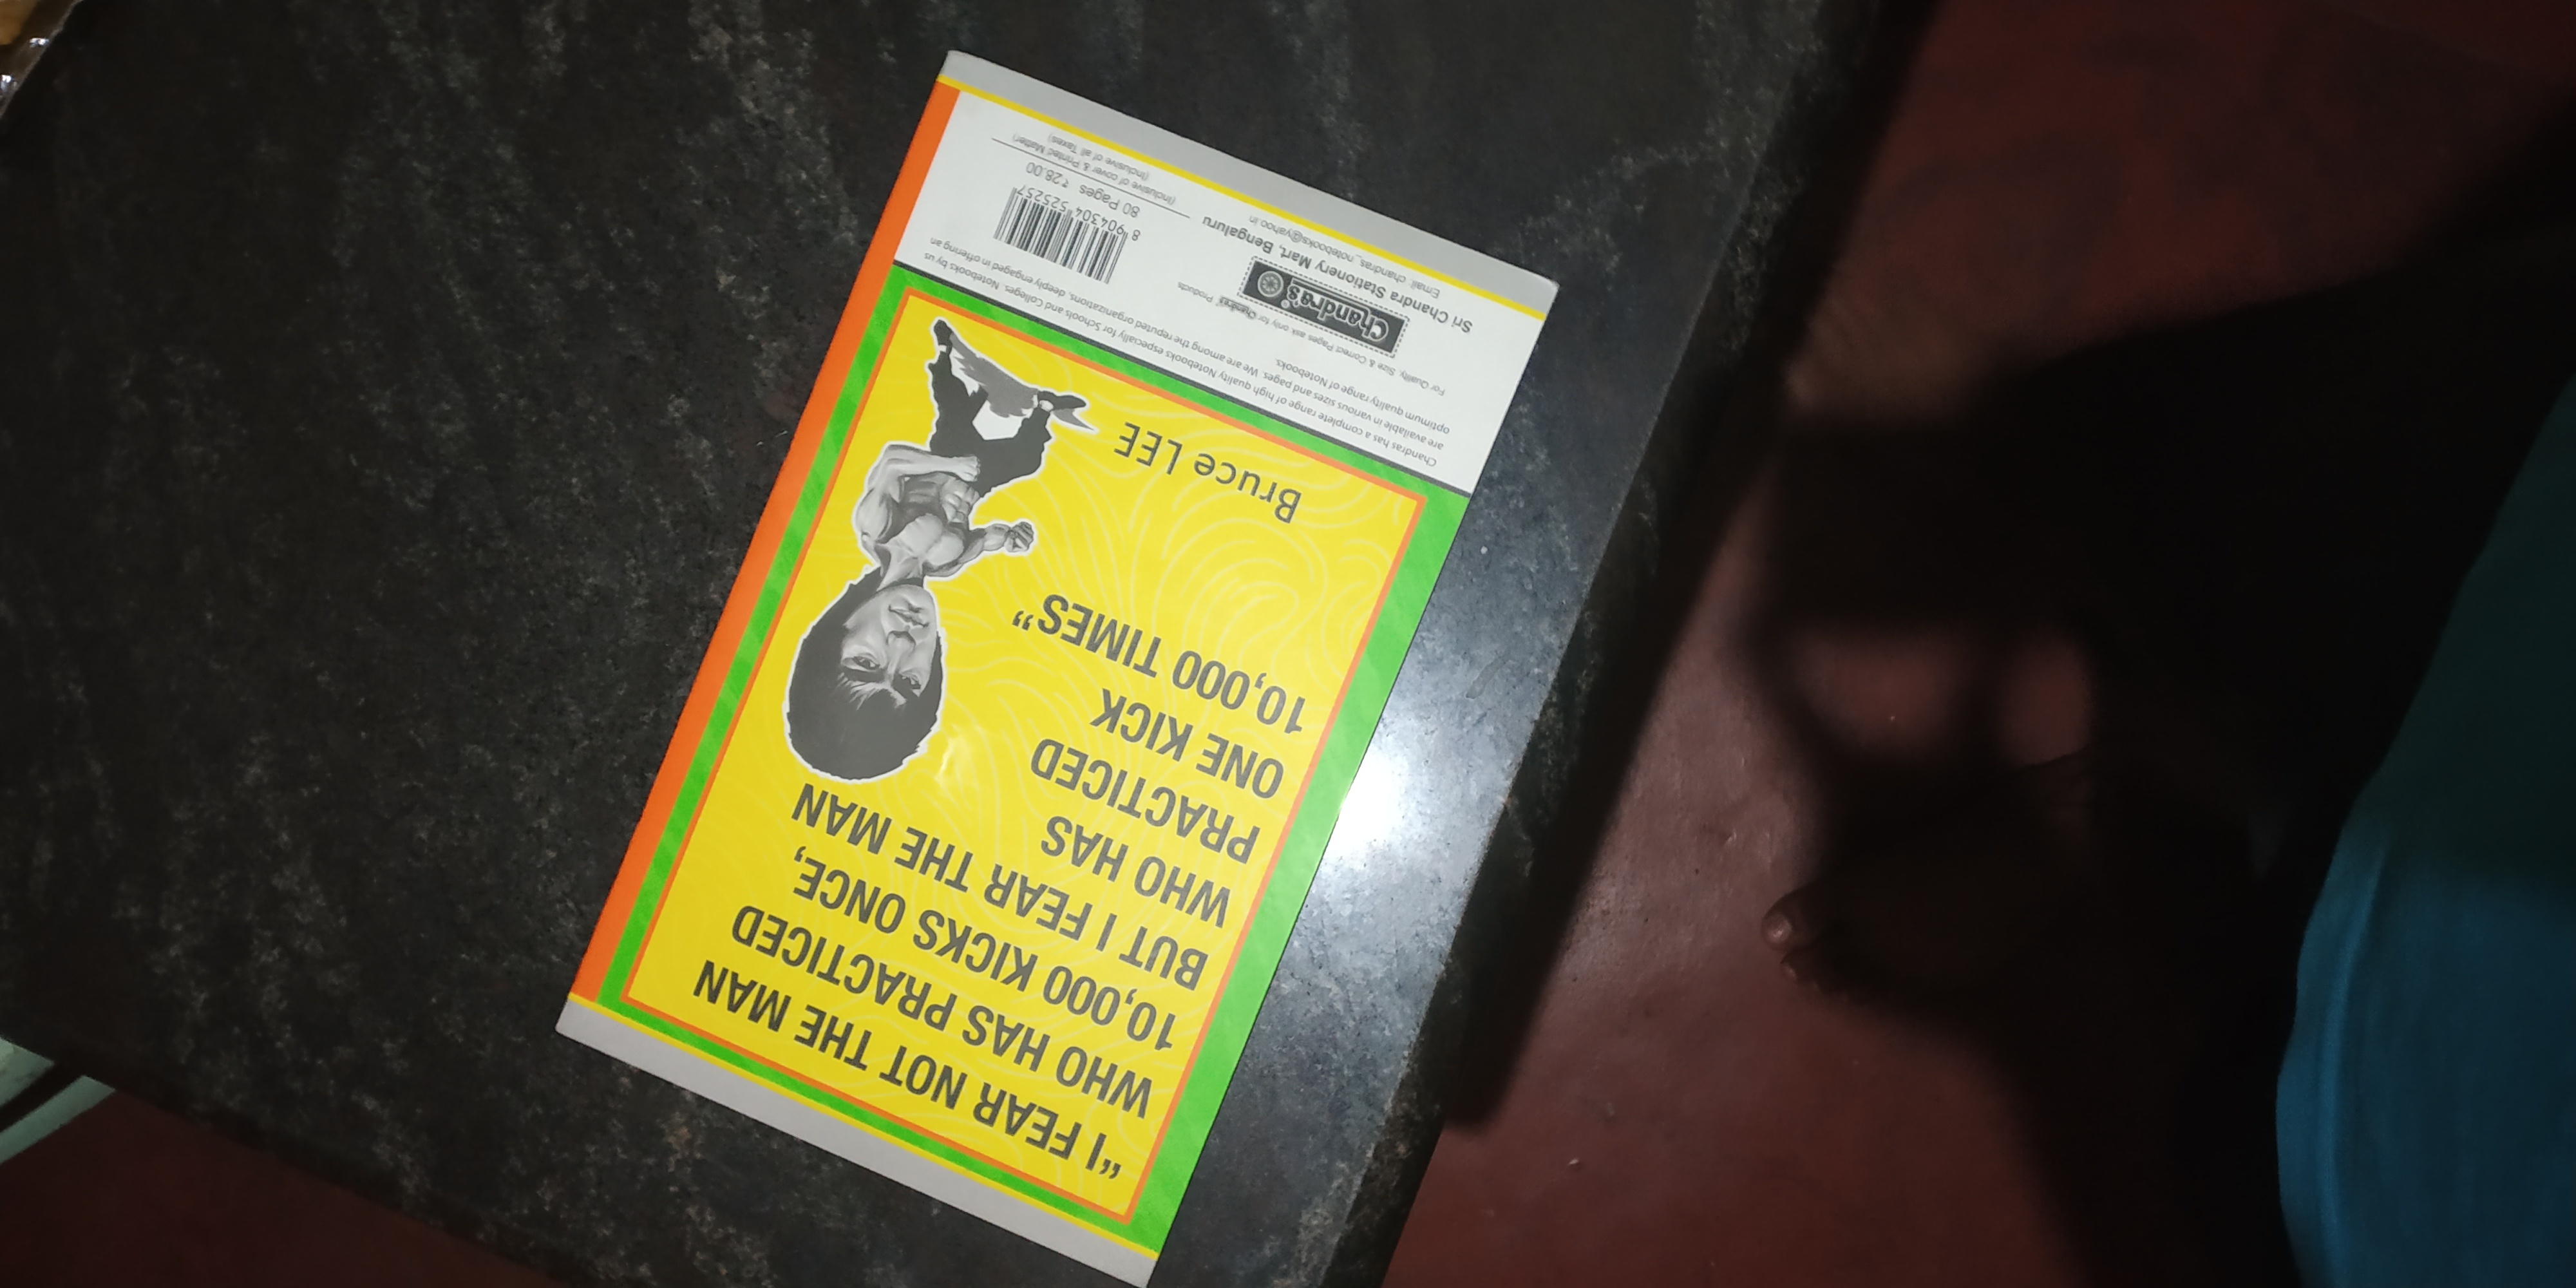 “I FEAR NOT THE MAN
WHO HAS PRACTICED
10,000 KICKS ONCE,
BUT I FEAR THE MAN
WHO HAS
PRACTICED
ONE KICK
10,000 TIMES”
Bruce LEE
Chandras has a complete range of high quality Notebooks especially for Schools and Colleges. Notebooks by us
are available in various sizes and pages. We are among the reputed organizations, deeply engaged in offering an
optimum quality range of Notebooks.
For Quality, Size & Correct Pages ask only for Chandra's Products
Chandra's
Sri Chandra Stationery Mart, Bengaluru
Email: chandras_notebooks@yahoo.in
8 904304 525257
80 Pages ₹ 28.00
(Inclusive of cover & Printed Matter)
(Inclusive of all Taxes)